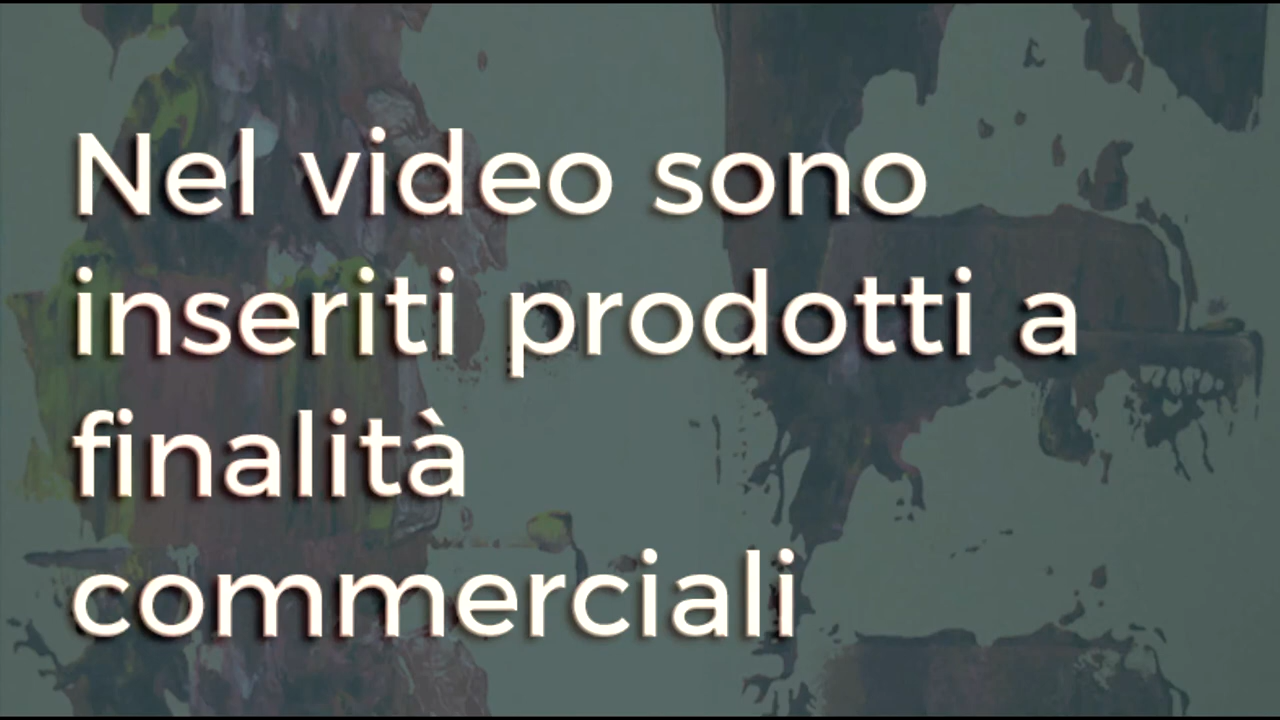 Nel video sono
inseriti prodotti a
finalità
commerciali